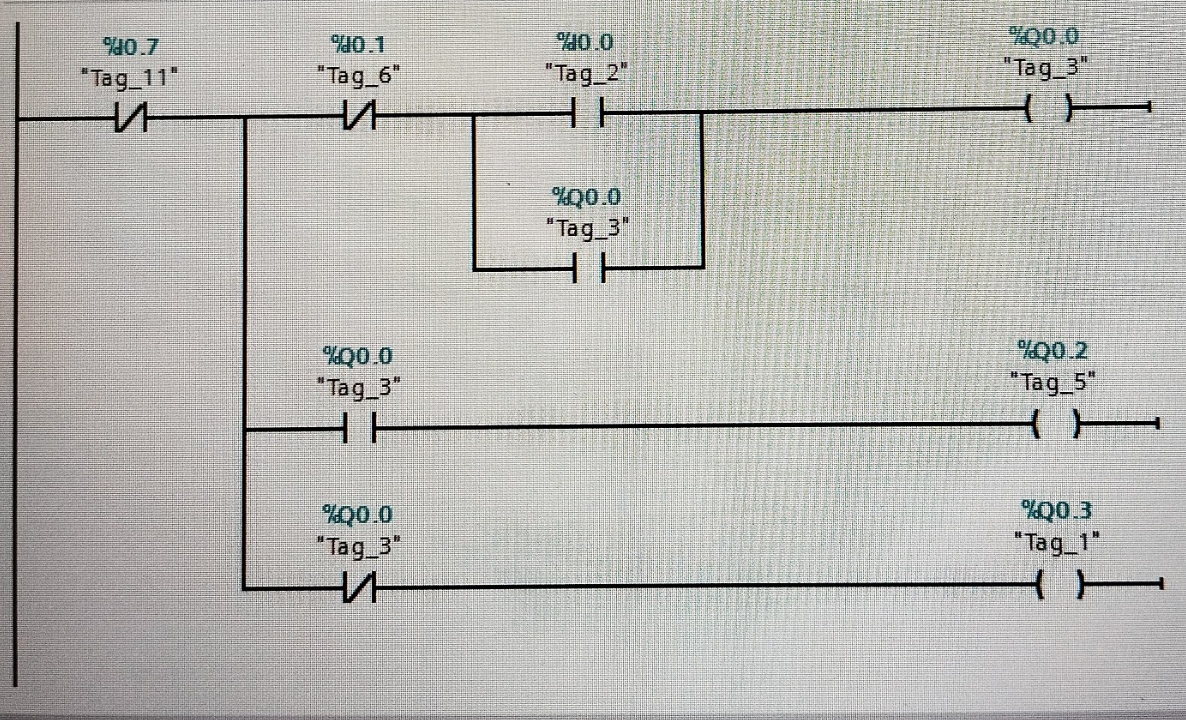 %I0.7
"Tag_11"
%I0.1
"Tag_6"
%I0.0
"Tag_2"
%Q0.0
"Tag_3"
%Q0.0
"Tag_3"
%Q0.0
"Tag_3"
%Q0.2
"Tag_5"
%Q0.0
"Tag_3"
%Q0.3
"Tag_1"